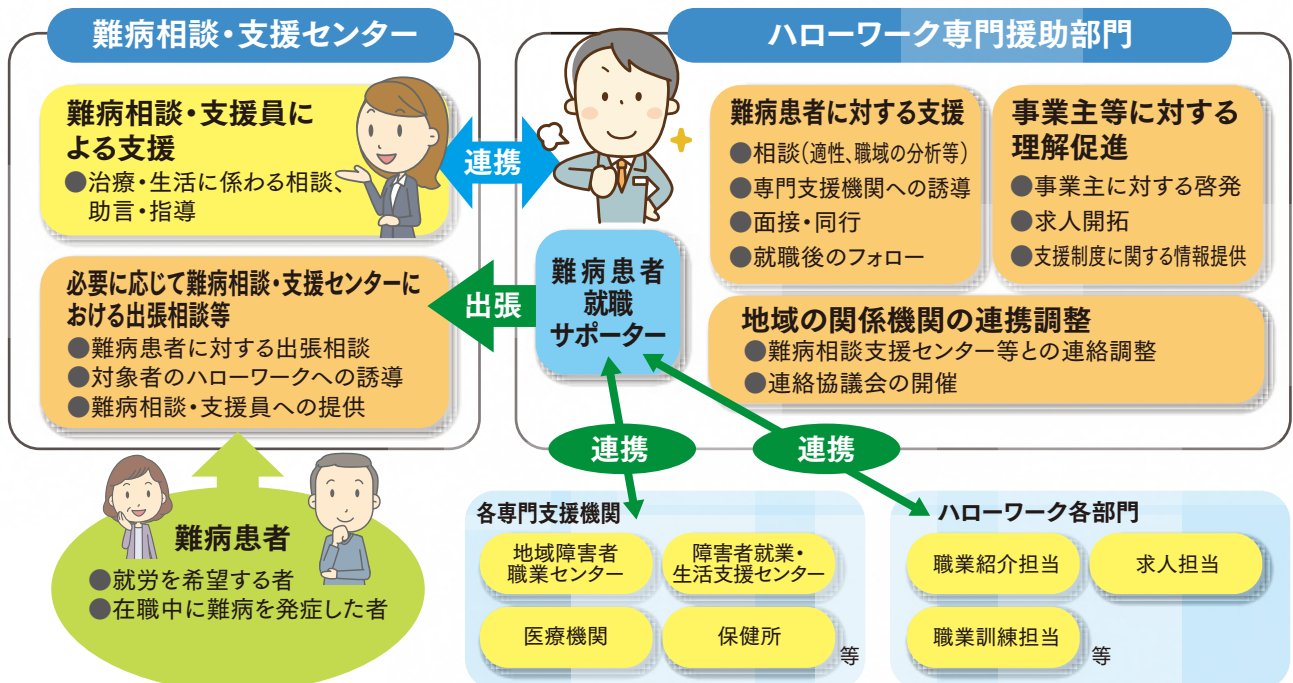 難病相談・支援センター
難病相談・支援員に
よる支援
●治療・生活に係わる相談、
助言・指導
連携
必要に応じて難病相談・支援センターに
おける出張相談等
●難病患者に対する出張相談
●対象者のハローワークへの誘導
●難病相談・支援員への提供
出張
難病患者
就職
サポーター
ハローワーク専門援助部門
難病患者に対する支援
●相談(適性、職域の分析等)
●専門支援機関への誘導
●面接・同行
●就職後のフォロー
事業主等に対する
理解促進
●事業主に対する啓発
●求人開拓
●支援制度に関する情報提供
地域の関係機関の連携調整
●難病相談支援センター等との連絡調整
●連絡協議会の開催
連携
連携
難病患者
●就労を希望する者
●在職中に難病を発症した者
各専門支援機関
地域障害者
職業センター
障害者就業・
生活支援センター
医療機関
保健所
等
ハローワーク各部門
職業紹介担当
求人担当
職業訓練担当
等